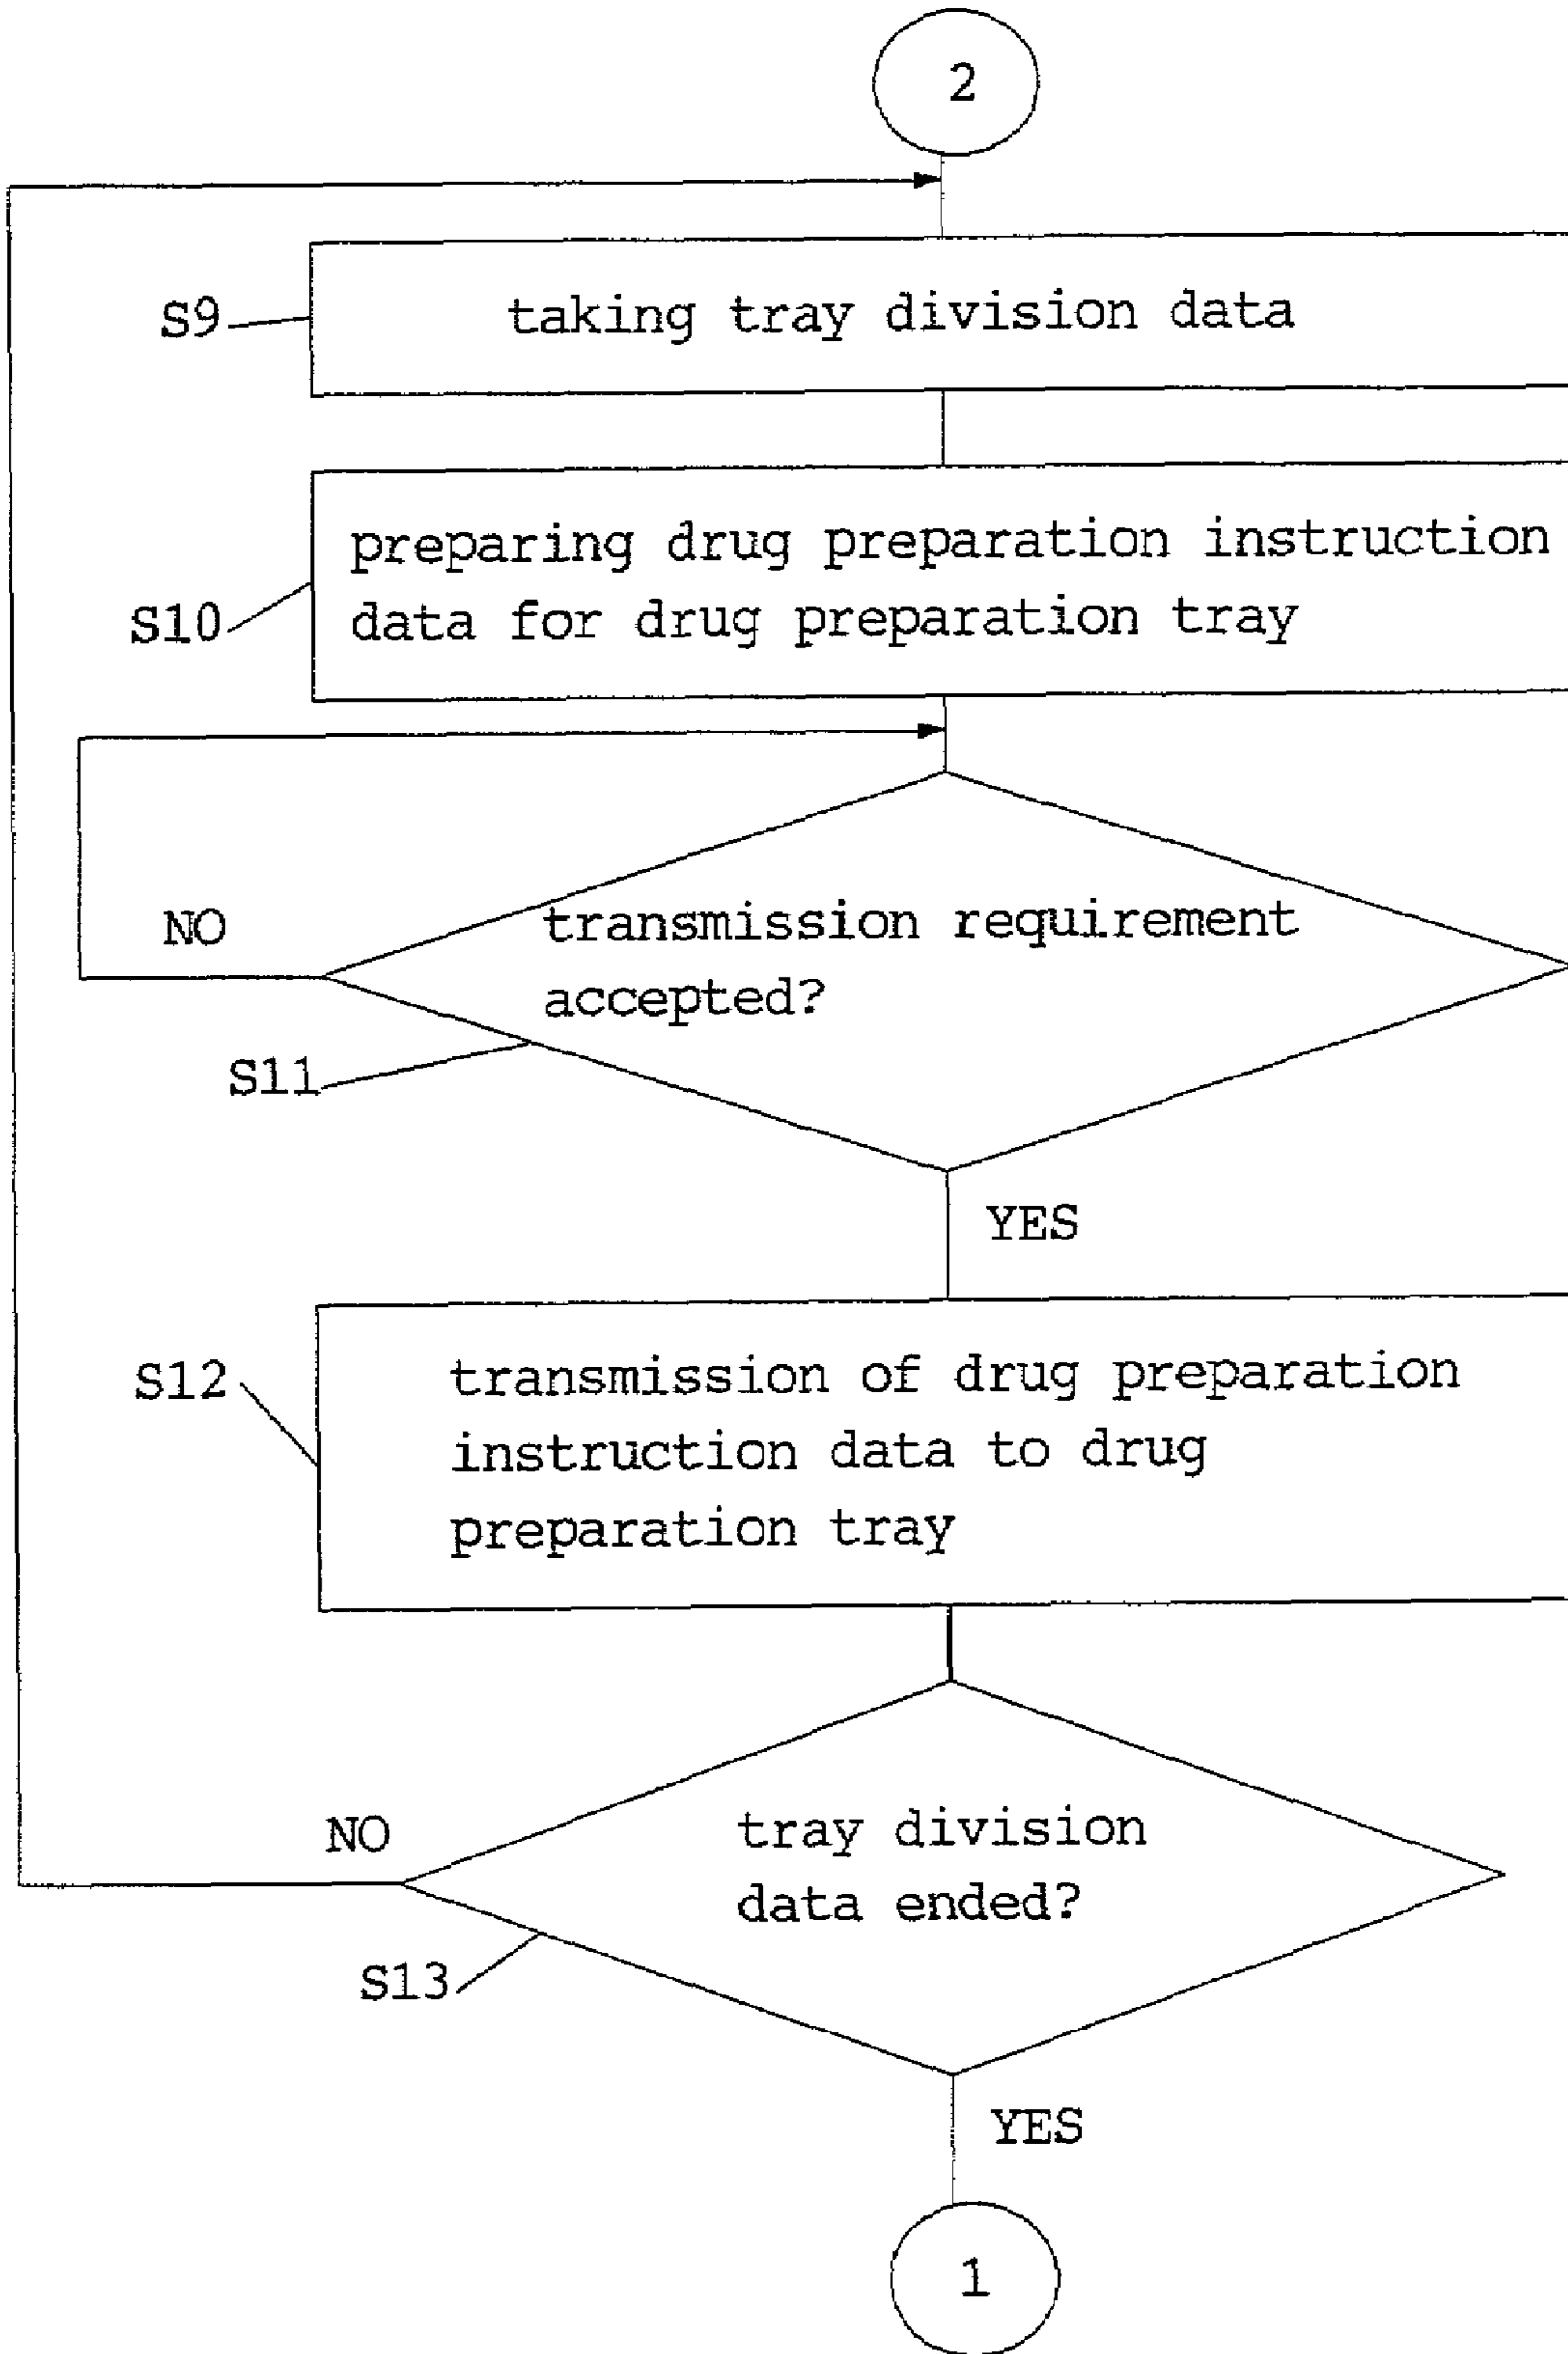 2
S9
taking tray division data
S10
preparing drug preparation instruction
data for drug preparation tray
NO
transmission requirement
accepted?
S11
YES
S12
transmission of drug preparation
instruction data to drug
preparation tray
NO
tray division
data ended?
S13
YES
1